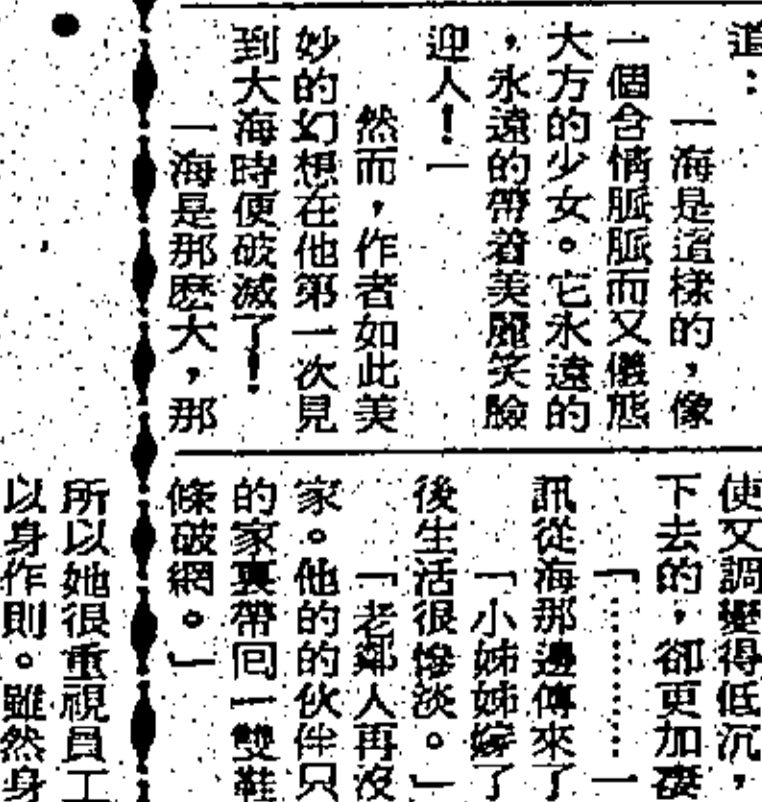 道：
「海是這樣的，像
一個含情脈脈而又儀態
大方的少女。它永遠的
，永遠的帶着美麗笑臉
迎人！」
然而，作者如此美
妙的幻想在他第一次見
到大海時便破滅了！
「海是那麽大，那
使又調變得低沉，
下去的，卻更加凄
「…………」
訊從海那邊傳來了
「小姊姊嫁了
後生活很慘淡。」
「老鄰人再沒
家。他的的伙伴只
的家裏帶回一雙鞋
條破網。」
所以她很重視員工
以身作則。雖然身